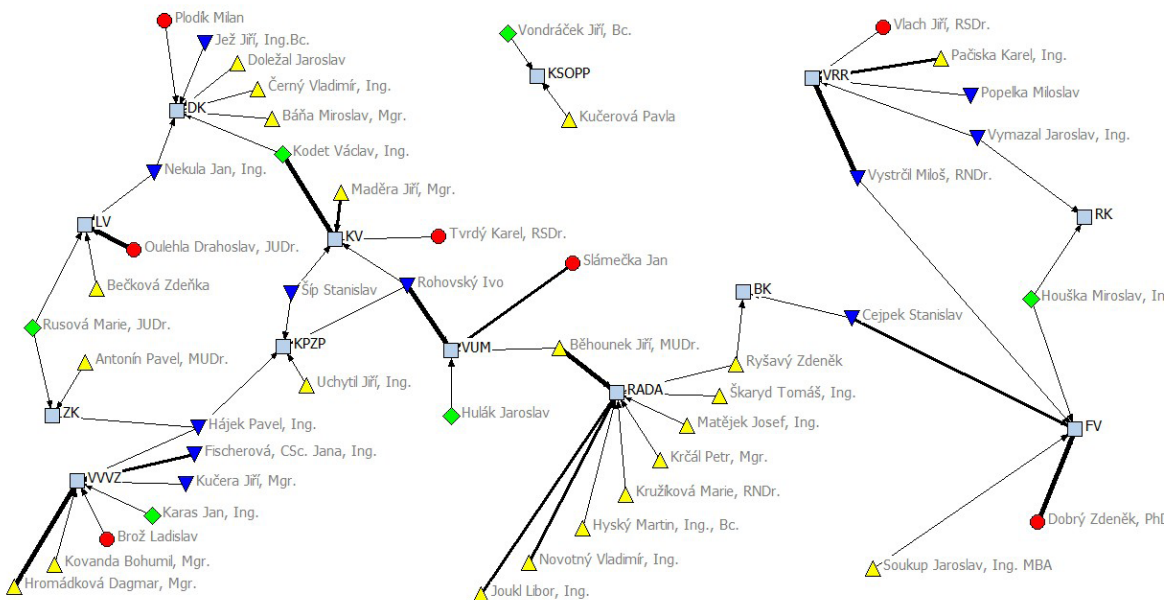 Plodík Milan
Vlach Jiří, RSDr.
Vondráček Jiří, Bc.
Jež Jiří, Ing.Bc.
Pačiska Karel, Ing.
Doležal Jaroslav
KSOPP
VRR
Černý Vladimír, Ing.
Popelka Miloslav
DK
Báňa Miroslav, Mgr.
Kučerová Pavla
Vymazal Jaroslav, Ing.
Kodet Václav, Ing.
Nekula Jan, Ing.
Vystrčil Miloš, RNDr.
Maděra Jiří, Mgr.
RK
LV
KV
Tvrdý Karel, RSDr.
Oulehla Drahoslav, JUDr.
Slámečka Jan
Bečková Zdeňka
Šíp Stanislav
Rohovský Ivo
BK
Houška Miroslav, In
Cejpek Stanislav
Rusová Marie, JUDr.
KPZP
VUM
Běhounek Jiří, MUDr.
Antonín Pavel, MUDr.
Ryšavý Zdeněk
Uchytil Jiří, Ing.
RADA
Škaryd Tomáš, Ing.
ZK
Hulák Jaroslav
Hájek Pavel, Ing.
Matějek Josef, Ing.
FV
Fischerová, CSc. Jana, Ing.
Krčál Petr, Mgr.
VVVZ
Kučera Jiří, Mgr.
Kružíková Marie, RNDr.
Karas Jan, Ing.
Dobrý Zdeněk, PhD
Hyský Martin, Ing., Bc.
Brož Ladislav
Kovanda Bohumil, Mgr.
Novotný Vladimír, Ing.
Soukup Jaroslav, Ing. MBA
Hromádková Dagmar, Mgr.
Joukl Libor, Ing.